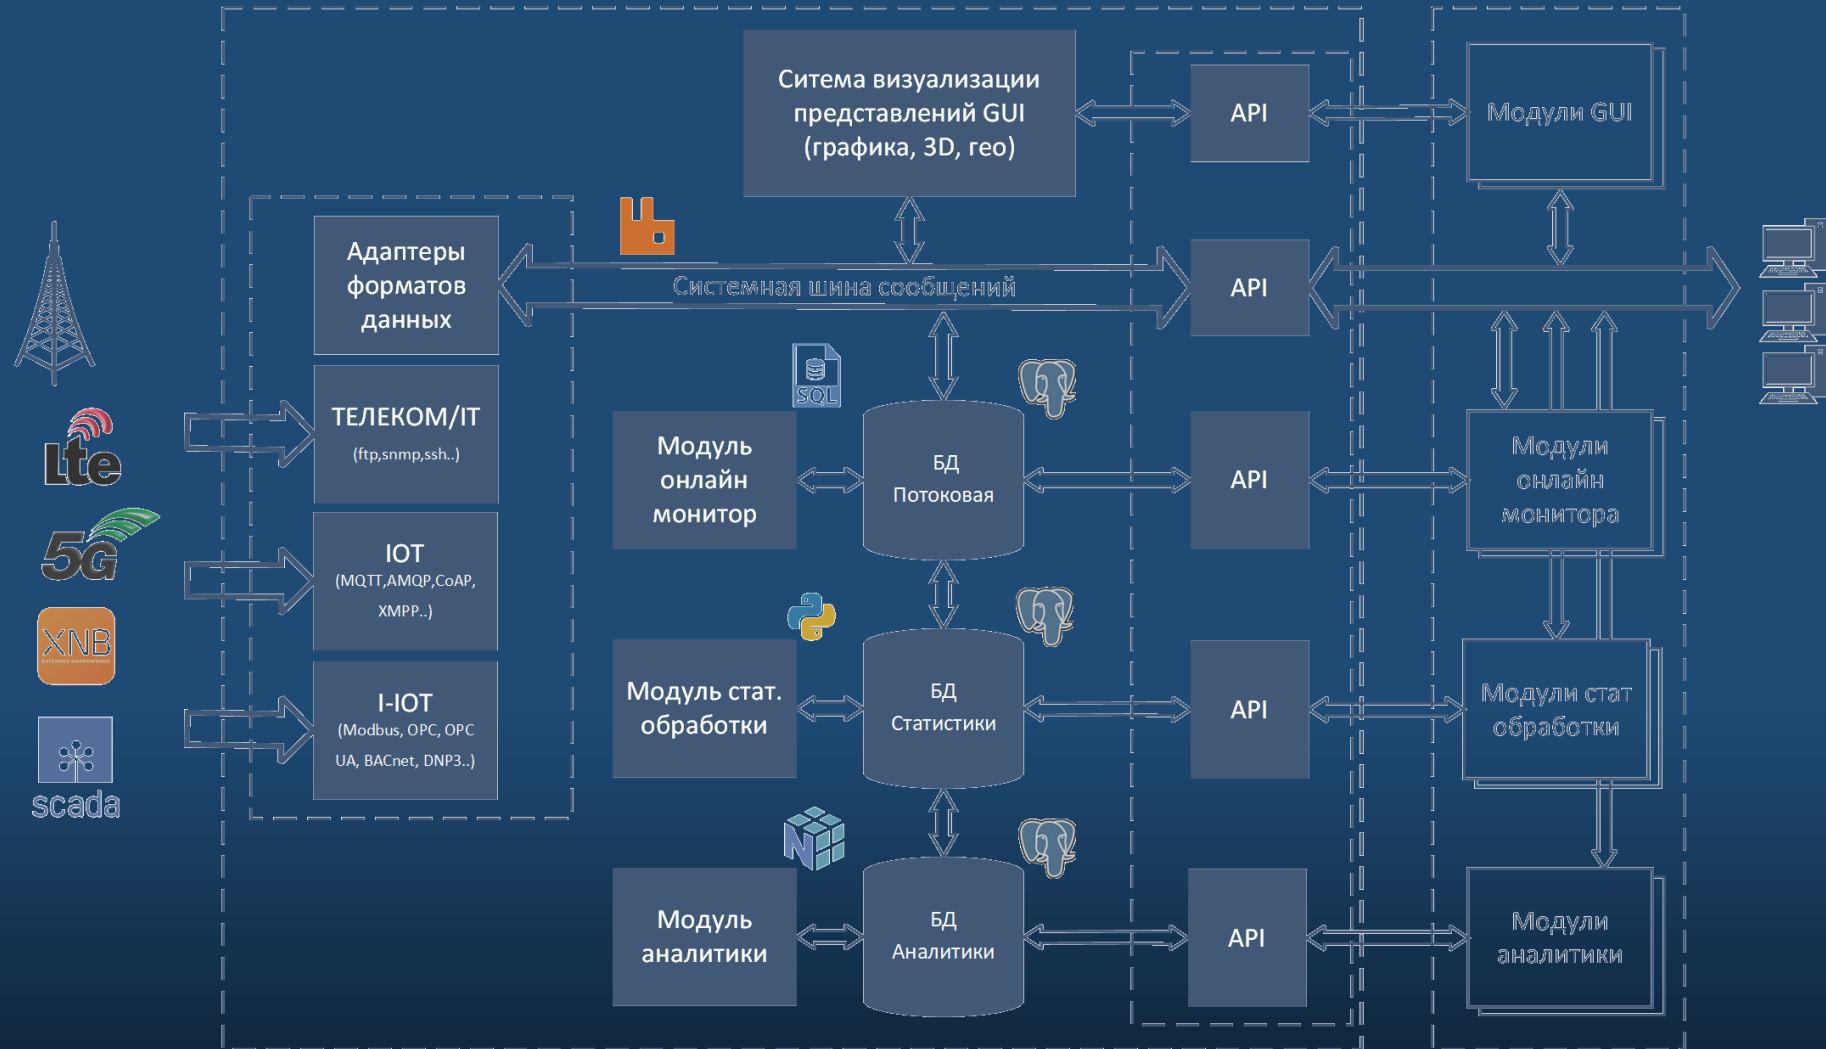 Ситема визуализации
представлений GUI
(графика, 3D, гео)
API
Модули GUI
Адаптеры
форматов
данных
Системная шина сообщений
API
SQL
Lte
ТЕЛЕКОМ/IT
(ftp,snmp,ssh..)
Модуль
онлайн
монитор
БД
Потоковая
API
Модули
онлайн
монитора
5G
IOT
(MQTT,AMQP,CoAP,
XMPP..)
XNB
EXTENDED NARROWBAND
I-IOT
(Modbus, OPC, OPC
UA, BACnet, DNP3..)
Модуль стат.
обработки
БД
Статистики
API
Модули стат
обработки
scada
N
Модуль
аналитики
БД
Аналитики
API
Модули
аналитики